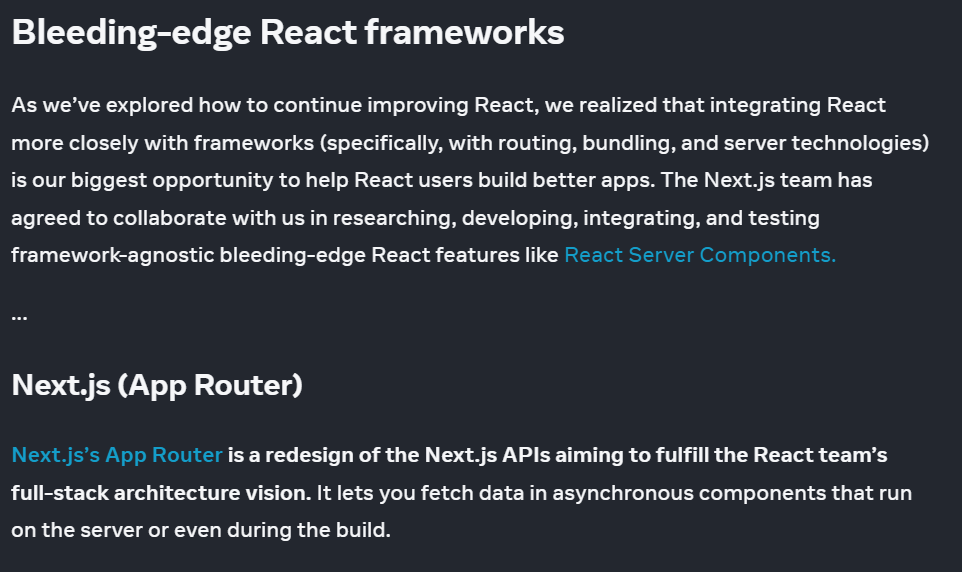 Bleeding-edge React frameworks
As we’ve explored how to continue improving React, we realized that integrating React
more closely with frameworks (specifically, with routing, bundling, and server technologies)
is our biggest opportunity to help React users build better apps. The Next.js team has
agreed to collaborate with us in researching, developing, integrating, and testing
framework-agnostic bleeding-edge React features like React Server Components.
...
Next.js (App Router)
Next.js’s App Router is a redesign of the Next.js APIs aiming to fulfill the React team’s
full-stack architecture vision. It lets you fetch data in asynchronous components that run
on the server or even during the build.